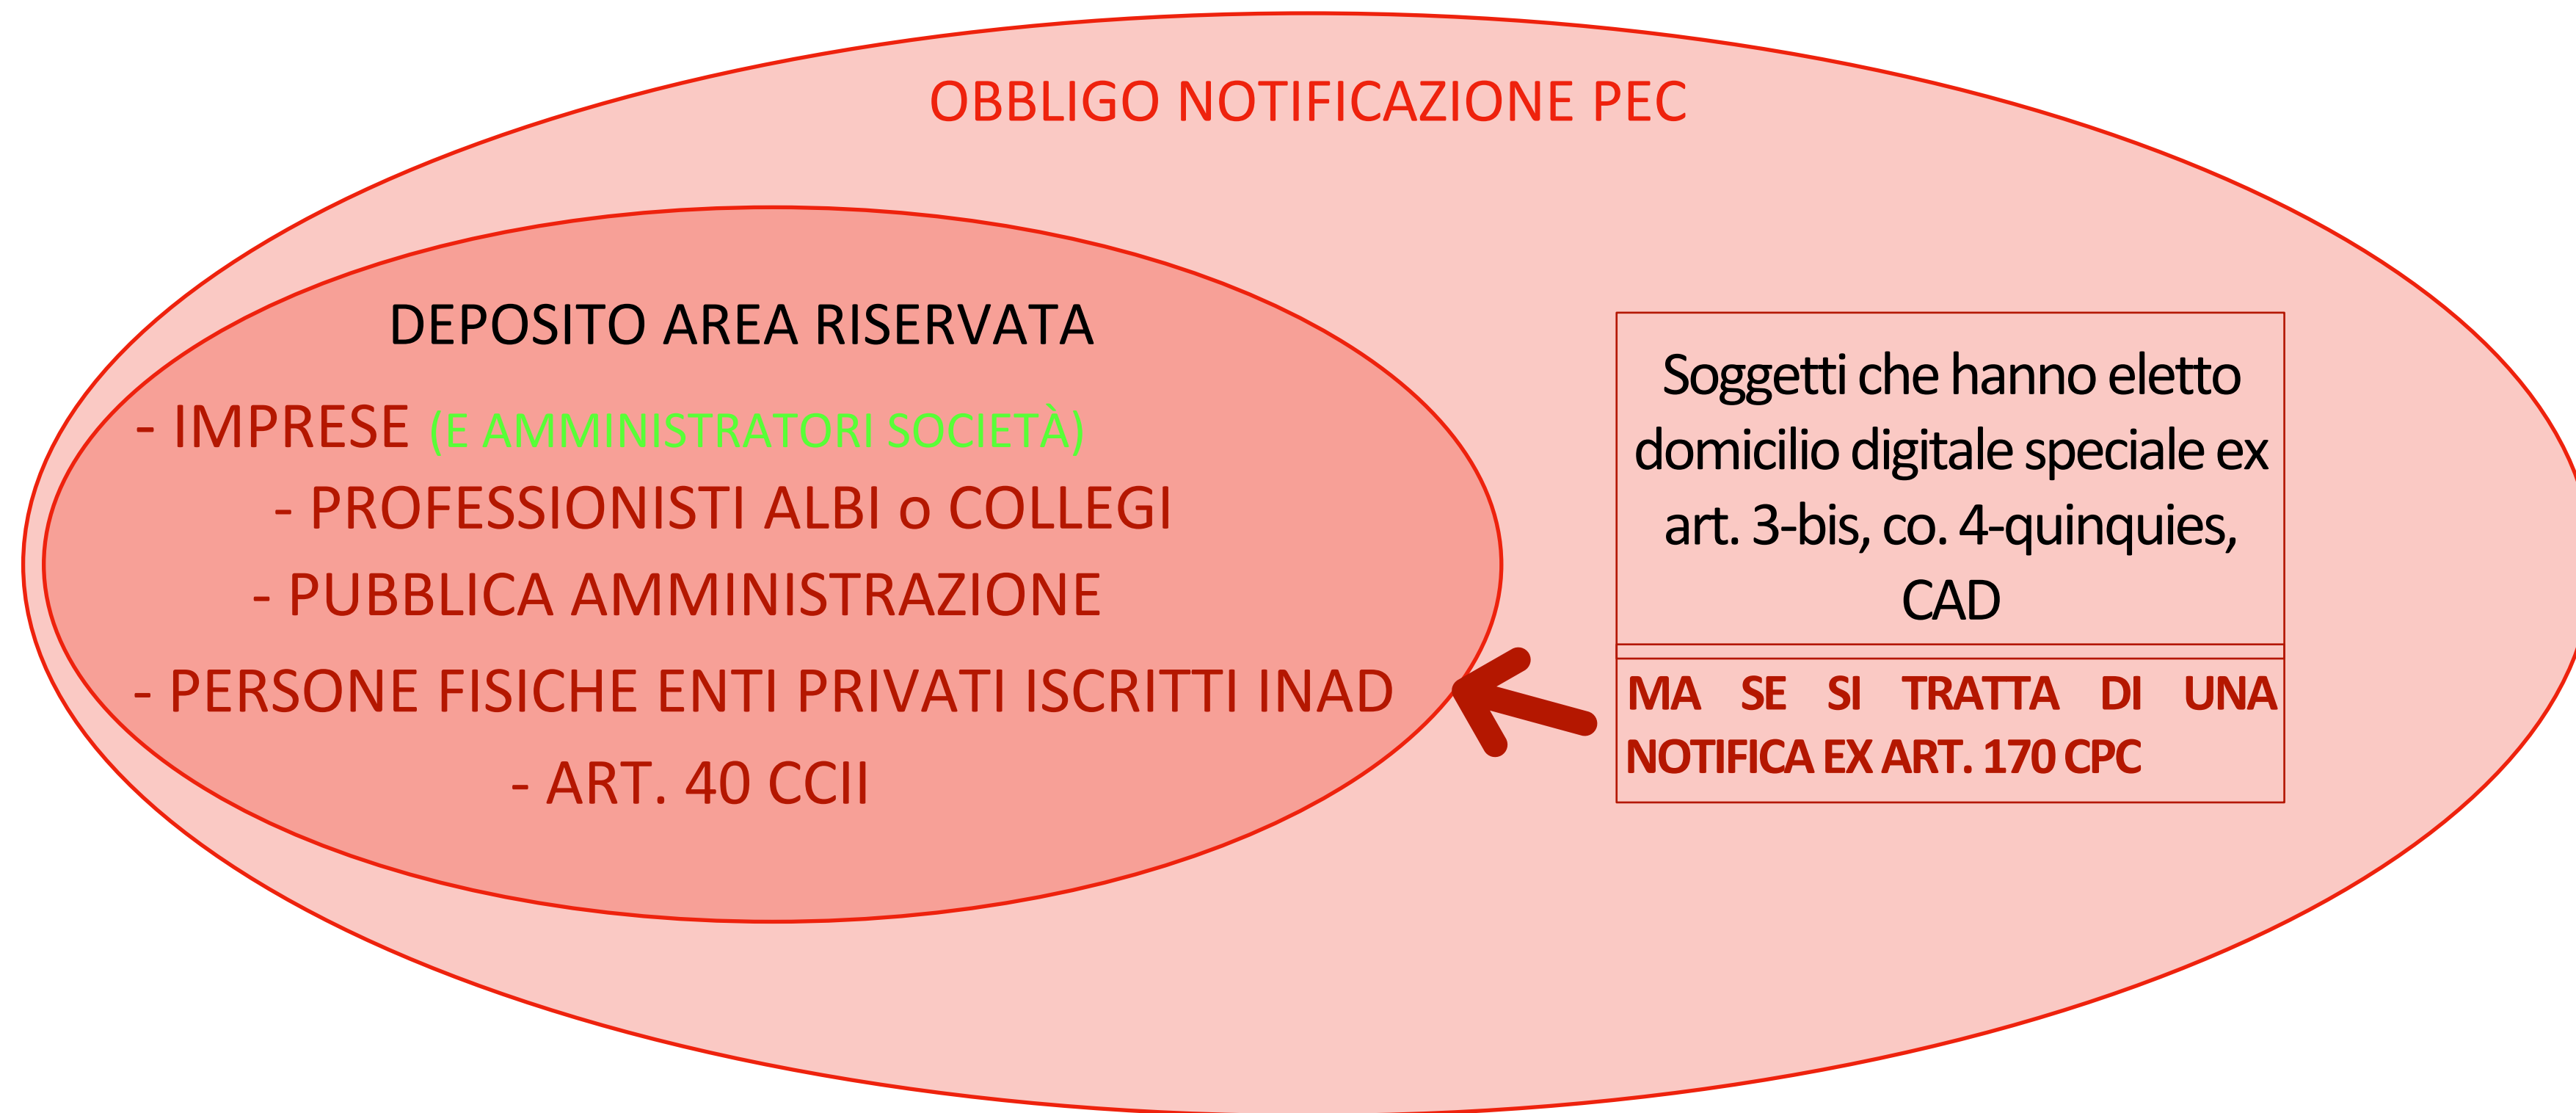 OBBLIGO NOTIFICAZIONE PEC
DEPOSITO AREA RISERVATA
- IMPRESE (E AMMINISTRATORI SOCIETÀ)
- PROFESSIONISTI ALBI o COLLEGI
- PUBBLICA AMMINISTRAZIONE
- PERSONE FISICHE ENTI PRIVATI ISCRITTI INAD
- ART. 40 CCII
Soggetti che hanno eletto
domicilio digitale speciale ex
art. 3-bis, co. 4-quinquies,
CAD
MA SE SI TRATTA DI UNA
NOTIFICA EX ART. 170 CPC